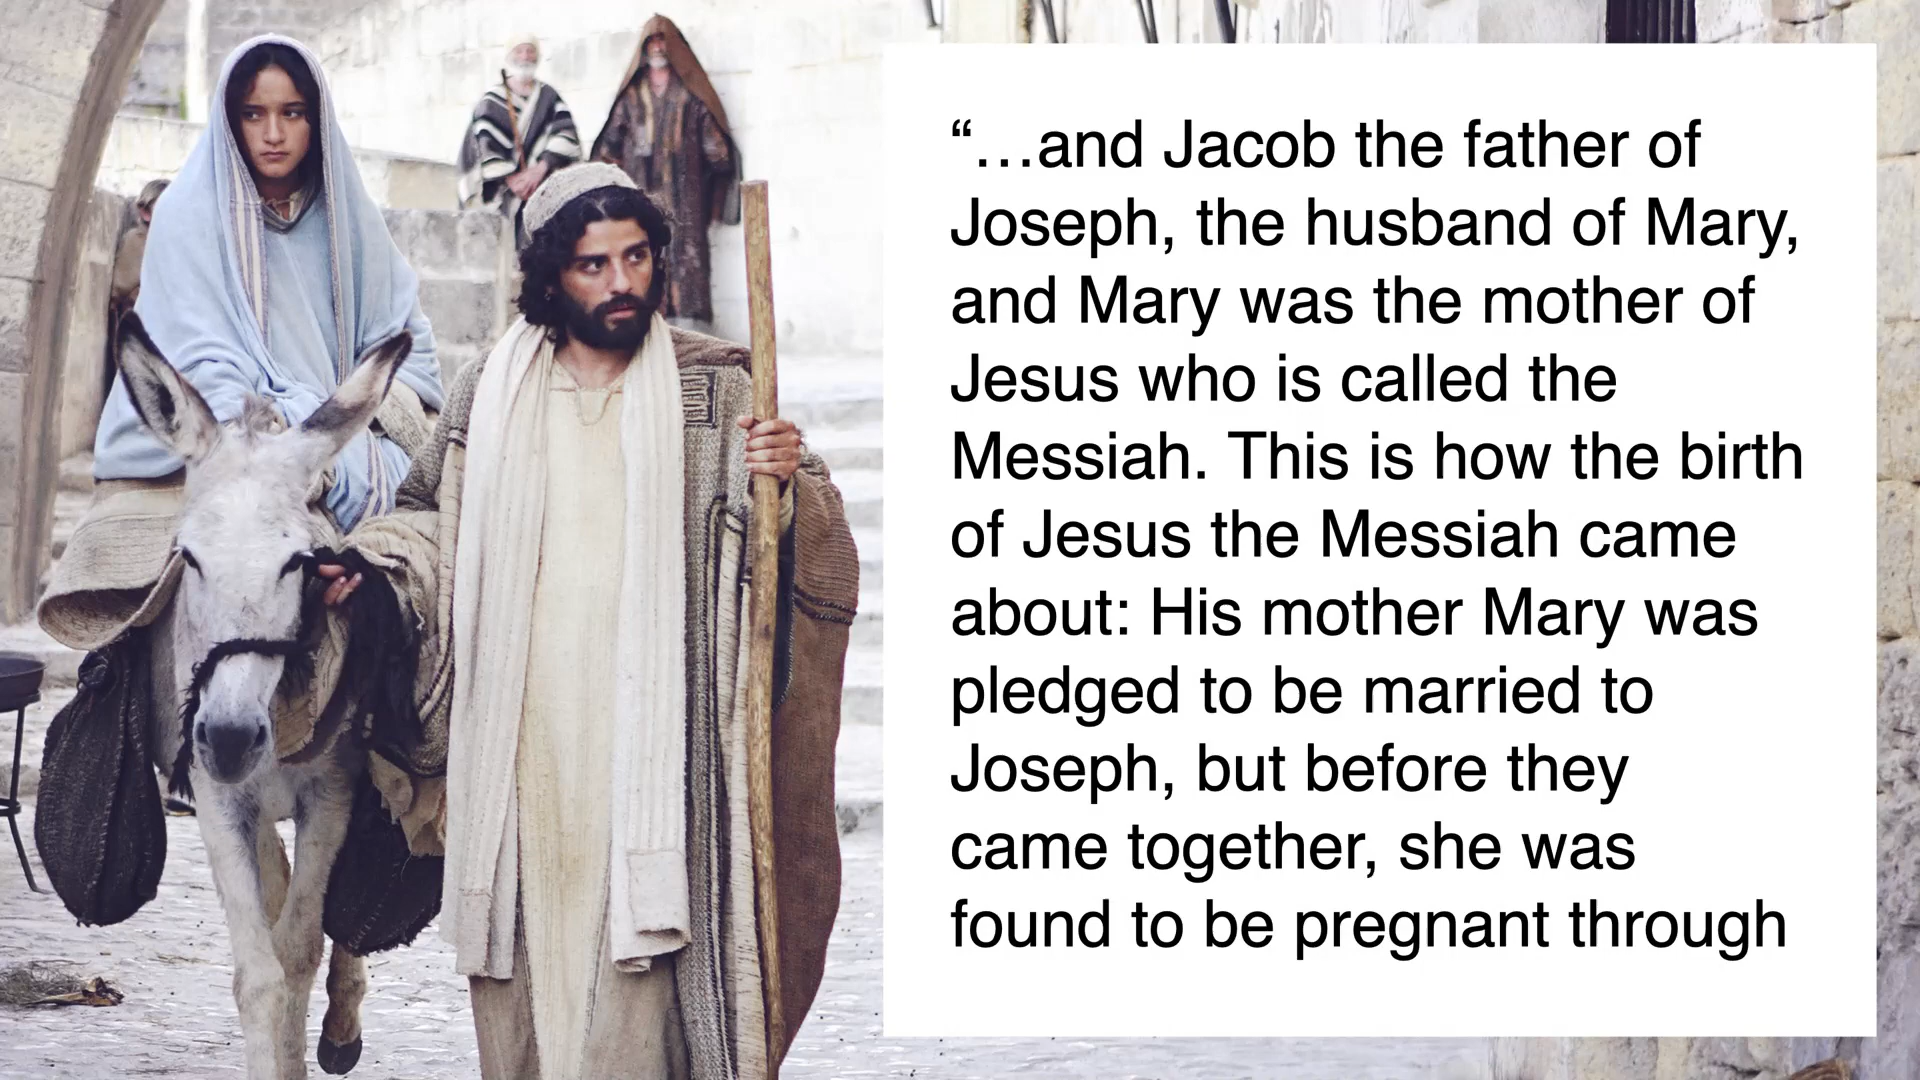 “…and Jacob the father of
Joseph, the husband of Mary,
and Mary was the mother of
Jesus who is called the
Messiah. This is how the birth
of Jesus the Messiah came
about: His mother Mary was
pledged to be married to
Joseph, but before they
came together, she was
found to be pregnant through